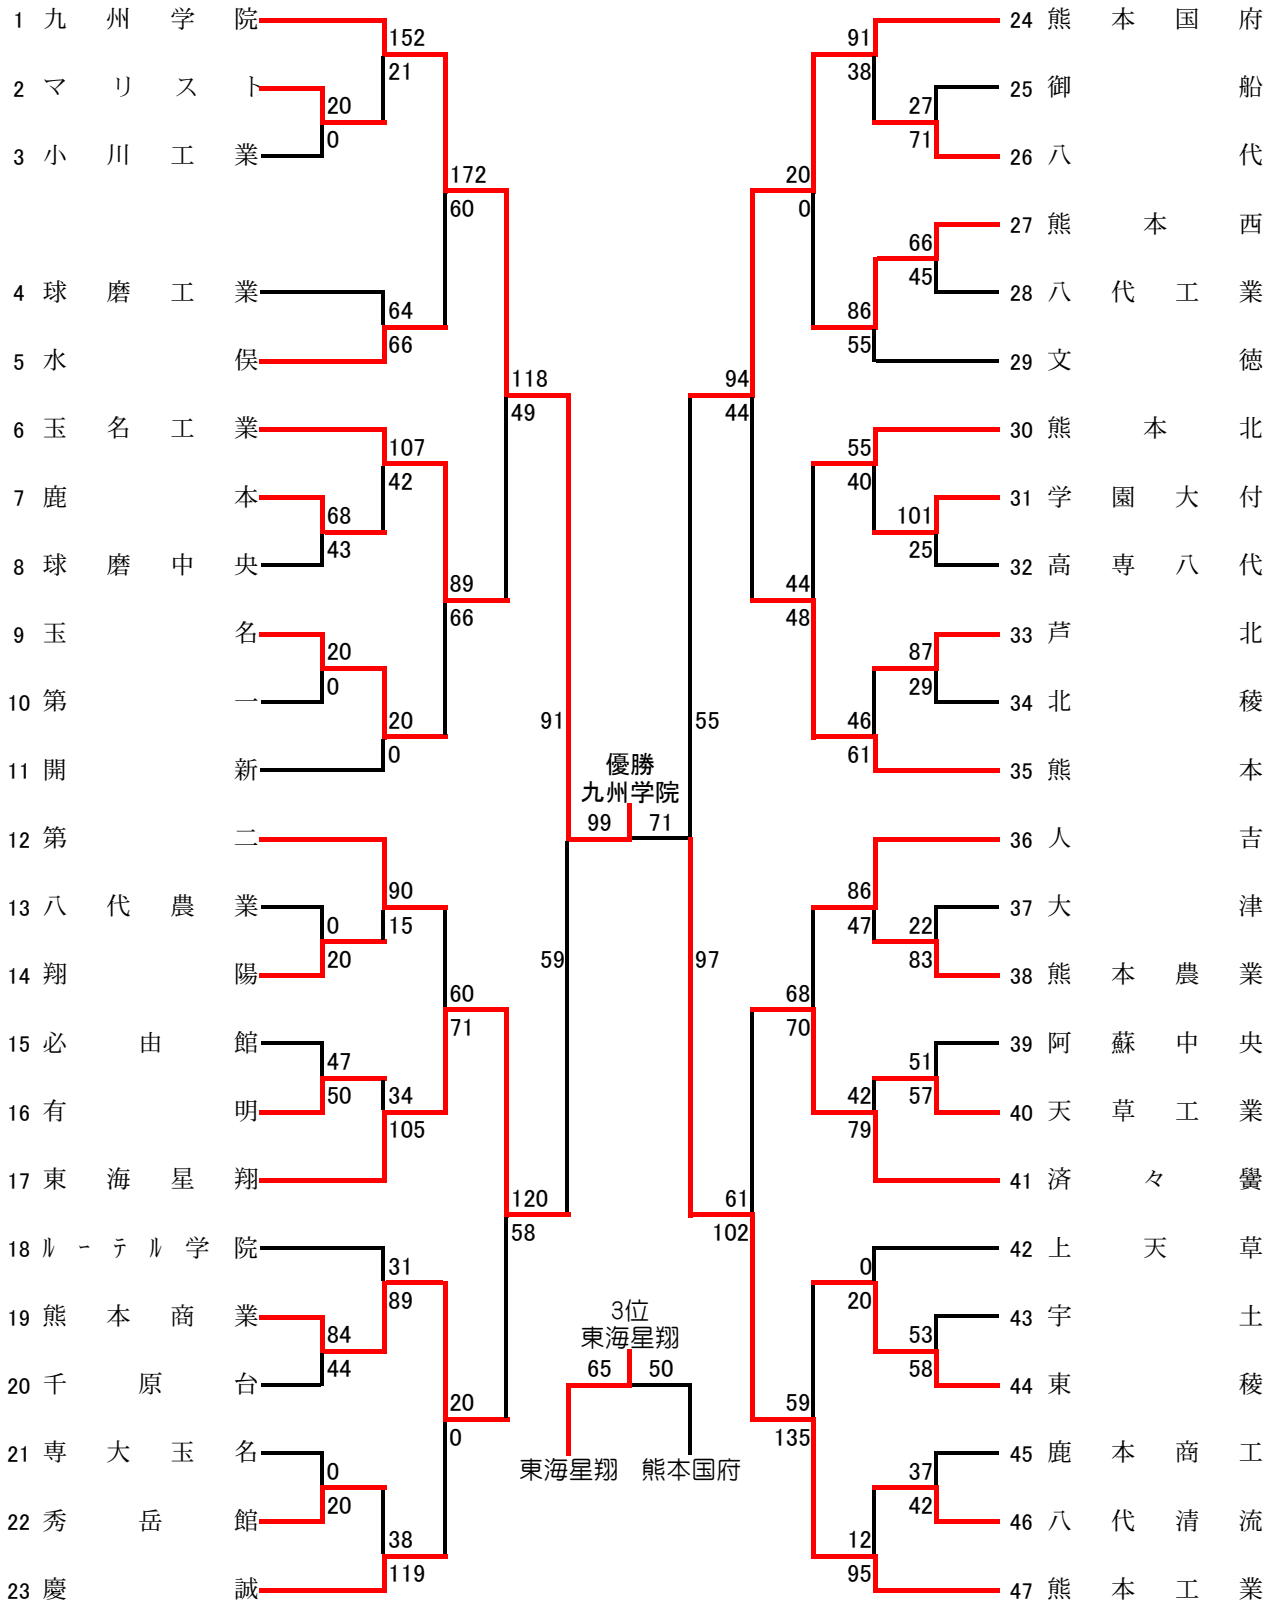 1 九州学院
2 マリスト
3 小川工業
4 球磨工業
5 水俣
6 玉名工業
7 鹿本
8 球磨中央
9 玉名
10 第一
11 開新
12 第二
13 八代農業
14 翔陽
15 必由館
16 有明
17 東海星翔
18 ﾙｰﾃﾙ学院
19 熊本商業
20 千原台
21 専大玉名
22 秀岳館
23 慶誠
152
21
20
0
172
60
64
66
118
49
107
42
68
43
89
66
20
0
20
0
91
59
90
15
0
20
60
71
47
50
34
105
120
58
31
89
84
44
20
0
0
20
38
119
優勝
九州学院
99 71
3位
東海星翔
65 50
東海星翔 熊本国府
55
97
91
38
27
71
20
0
66
45
86
55
94
44
55
40
101
25
44
48
87
29
46
61
86
47
22
83
68
70
51
57
42
79
61
102
0
20
53
58
59
135
37
42
12
95
24 熊本国府
25 御船
26 八代
27 熊本西
28 八代工業
29 文徳
30 熊本北
31 学園大付
32 高専八代
33 芦北
34 北稜
35 熊本
36 人吉
37 大津
38 熊本農業
39 阿蘇中央
40 天草工業
41 済々黌
42 上天草
43 宇土
44 東稜
45 鹿本商工
46 八代清流
47 熊本工業